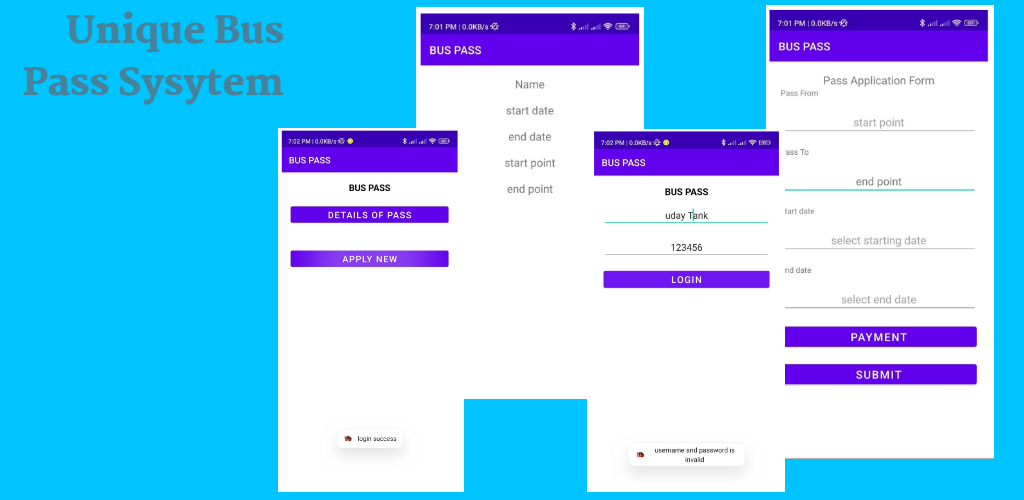 Unique Bus
Pass Sysytem
7:01 PM | 0.0KB/s
BUS PASS
Name
start date
end date
start point
end point
7:01 PM | 0.0KB/s
BUS PASS
Pass Application Form
Pass From
start point
ass To
end point
tart date
select starting date
nd date
select end date
PAYMENT
SUBMIT
7:02 PM | 0.0KB/s
BUS PASS
BUS PASS
DETAILS OF PASS
APPLY NEW
login success
7:02 PM | 0.0KB/s
BUS PASS
BUS PASS
uday Tank
123456
LOGIN
username and password is
invalid